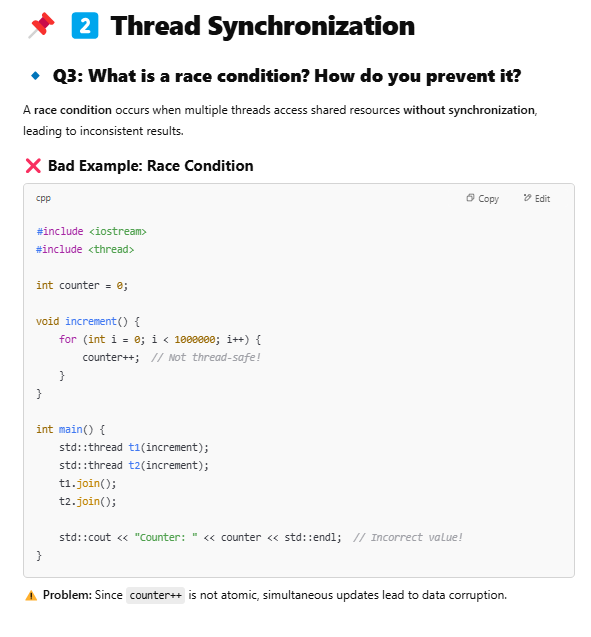 📌 2️⃣ Thread Synchronization
🔹 Q3: What is a race condition? How do you prevent it?
A race condition occurs when multiple threads access shared resources without synchronization,
leading to inconsistent results.
❌ Bad Example: Race Condition
cpp Copy Edit
#include <iostream>
#include <thread>
int counter = 0;
void increment() {
    for (int i = 0; i < 1000000; i++) {
        counter++;  // Not thread-safe!
    }
}
int main() {
    std::thread t1(increment);
    std::thread t2(increment);
    t1.join();
    t2.join();
    std::cout << "Counter: " << counter << std::endl;  // Incorrect value!
}
⚠️ Problem: Since counter++ is not atomic, simultaneous updates lead to data corruption.